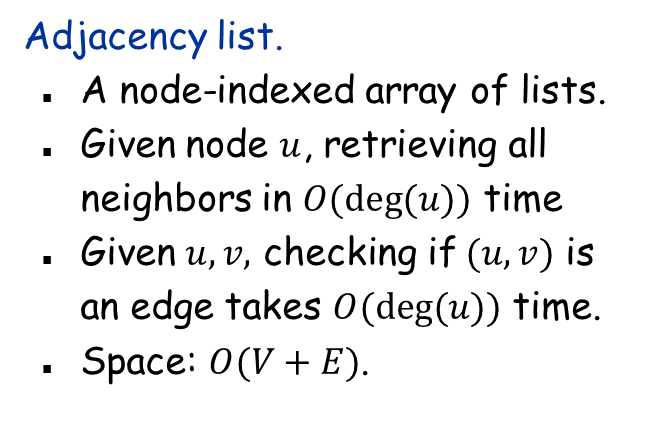 Adjacency list.
▪ A node-indexed array of lists.
▪ Given node u, retrieving all
neighbors in O(deg(u)) time
▪ Given u, v, checking if (u, v) is
an edge takes O(deg(u)) time.
▪ Space: O(V + E).